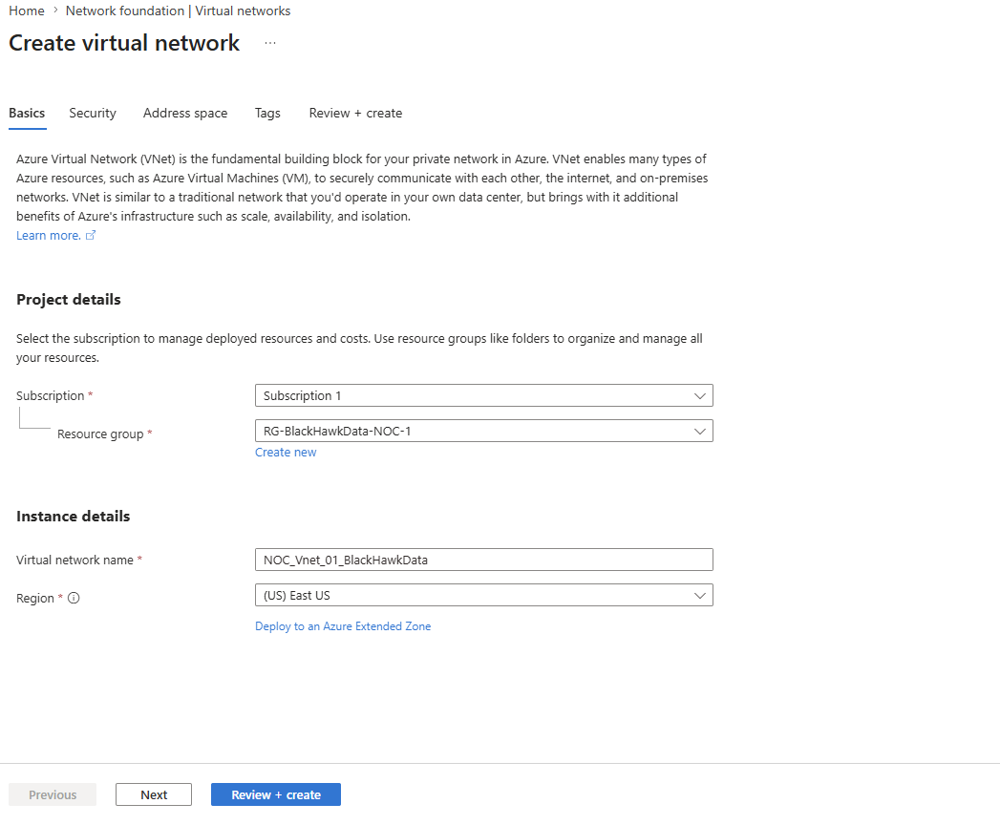 Home > Network foundation | Virtual networks
Create virtual network ...
Basics Security Address space Tags Review + create
Azure Virtual Network (VNet) is the fundamental building block for your private network in Azure. VNet enables many types of
Azure resources, such as Azure Virtual Machines (VM), to securely communicate with each other, the internet, and on-premises
networks. VNet is similar to a traditional network that you'd operate in your own data center, but brings with it additional
benefits of Azure's infrastructure such as scale, availability, and isolation.
Learn more.
Project details
Select the subscription to manage deployed resources and costs. Use resource groups like folders to organize and manage all
your resources.
Subscription * Subscription 1
Resource group * RG-BlackHawkData-NOC-1
Create new
Instance details
Virtual network name * NOC_Vnet_01_BlackHawkData
Region * (US) East US
Deploy to an Azure Extended Zone
Previous Next Review + create